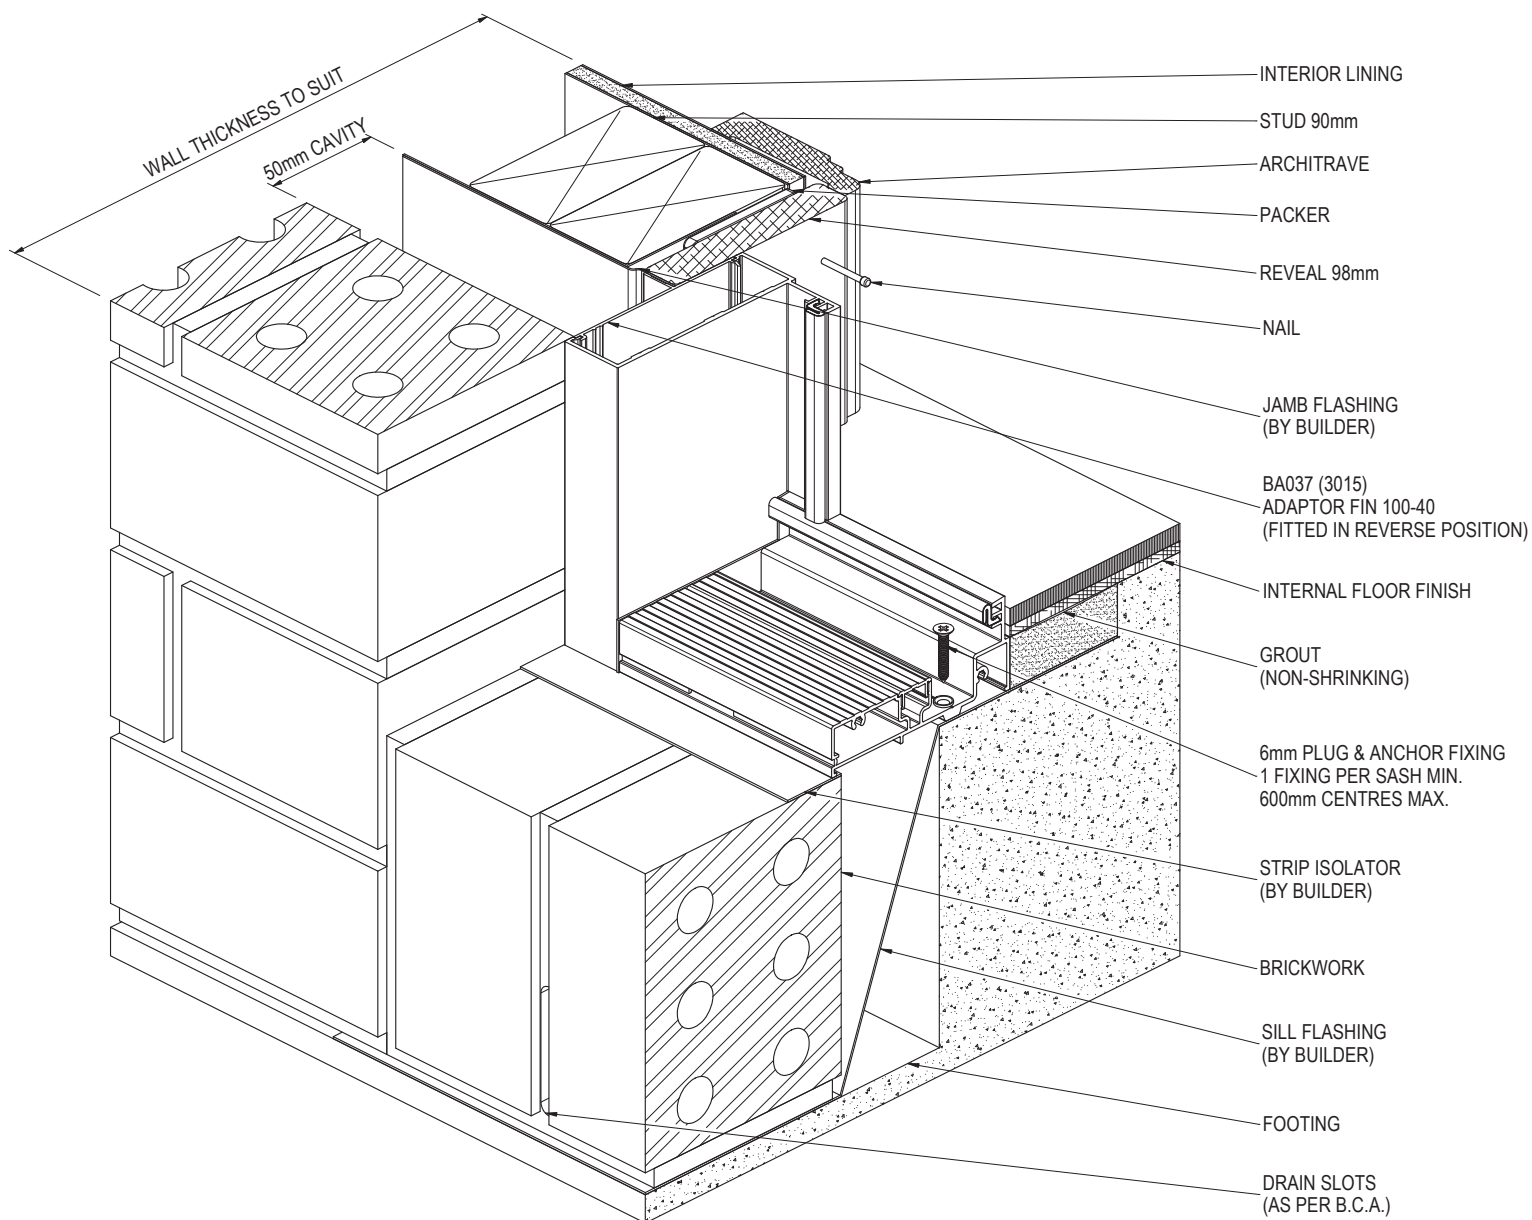 WALL THICKNESS TO SUIT
50mm CAVITY
INTERIOR LINING
STUD 90mm
ARCHITRAVE
PACKER
REVEAL 98mm
NAIL
JAMB FLASHING
(BY BUILDER)
BA037 (3015)
ADAPTOR FIN 100-40
(FITTED IN REVERSE POSITION)
INTERNAL FLOOR FINISH
GROUT
(NON-SHRINKING)
6mm PLUG & ANCHOR FIXING
1 FIXING PER SASH MIN.
600mm CENTRES MAX.
STRIP ISOLATOR
(BY BUILDER)
BRICKWORK
SILL FLASHING
(BY BUILDER)
FOOTING
DRAIN SLOTS
(AS PER B.C.A.)